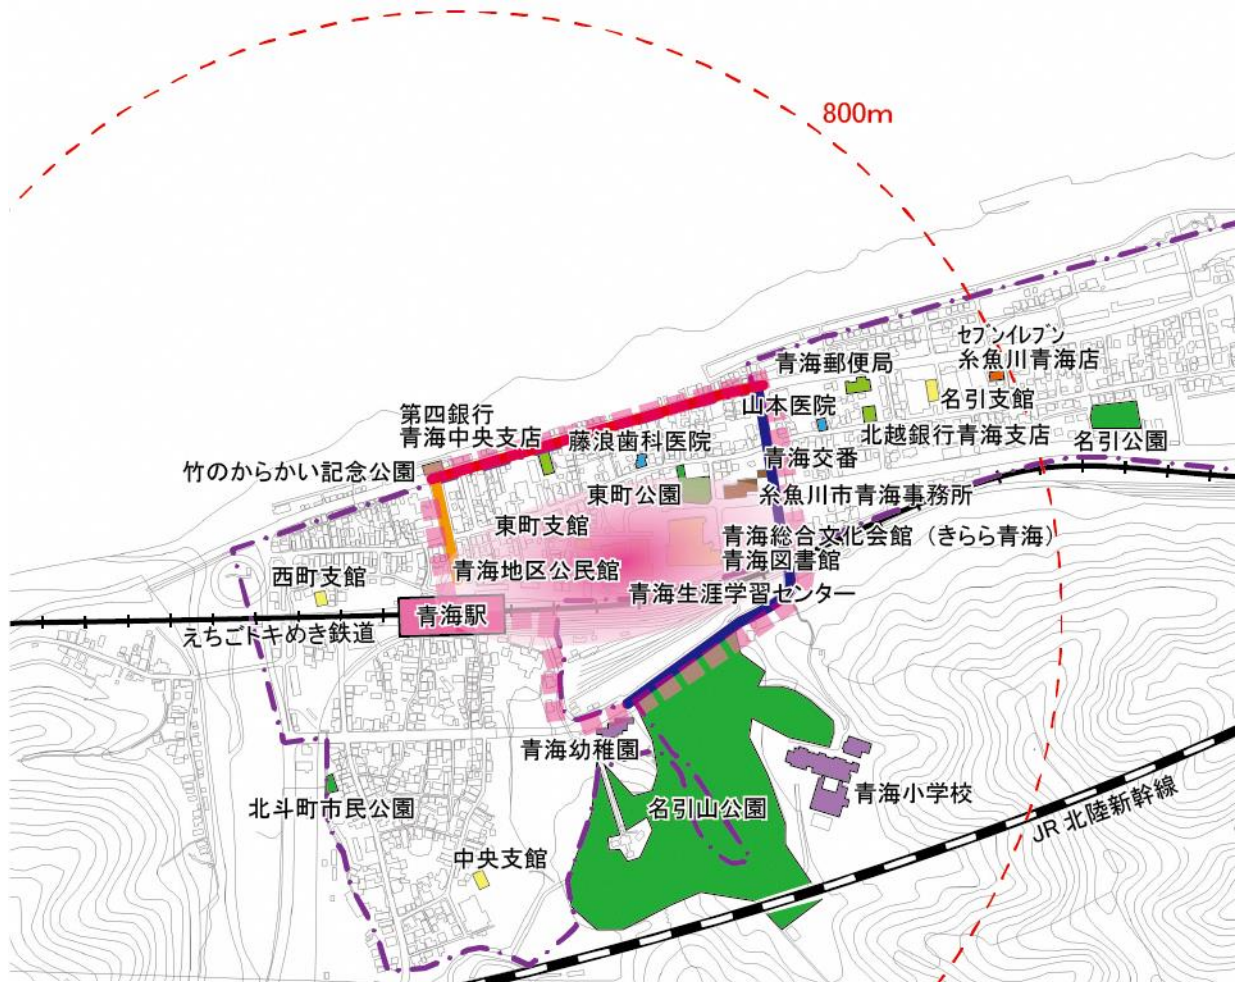 800m
セブンイレブン
糸魚川青海店
青海郵便局
山本医院
名引支館
第四銀行
青海中央支店
藤浪歯科医院
北越銀行青海支店
名引公園
竹のからかい記念公園
青海交番
東町公園
糸魚川市青海事務所
東町支館
青海総合文化会館（きらら青海）
青海図書館
青海地区公民館
西町支館
青海生涯学習センター
青海駅
えちごトキめき鉄道
青海幼稚園
青海小学校
北斗町市民公園
名引山公園
JR北陸新幹線
中央支館